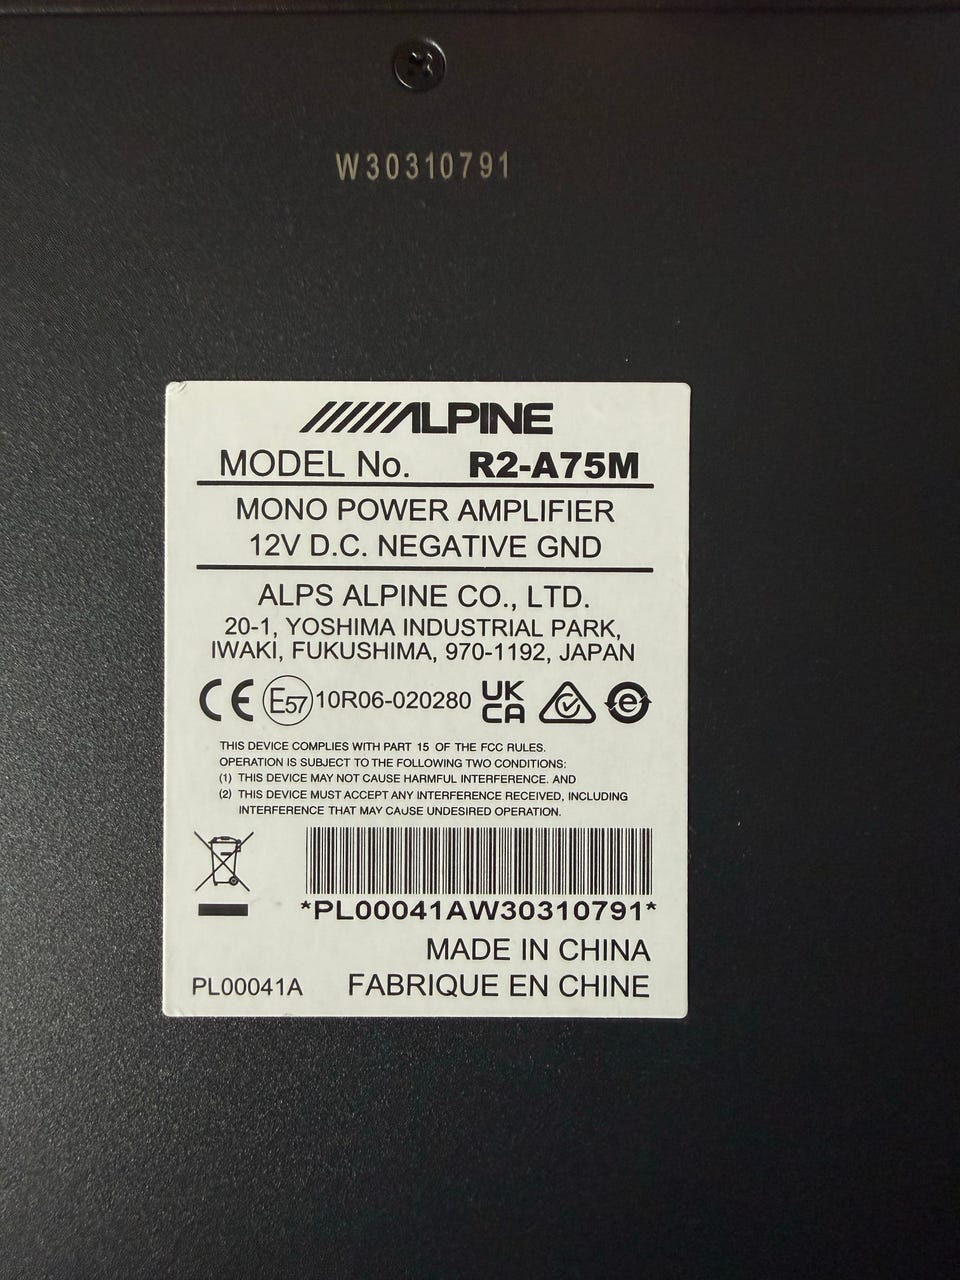 W30310791
ALPINE
MODEL No. R2-A75M
MONO POWER AMPLIFIER
12V D.C. NEGATIVE GND
ALPS ALPINE CO., LTD.
20-1, YOSHIMA INDUSTRIAL PARK,
IWAKI, FUKUSHIMA, 970-1192, JAPAN
CE E57 10R06-020280 UK CA e
THIS DEVICE COMPLIES WITH PART 15 OF THE FCC RULES.
OPERATION IS SUBJECT TO THE FOLLOWING TWO CONDITIONS:
(1) THIS DEVICE MAY NOT CAUSE HARMFUL INTERFERENCE. AND
(2) THIS DEVICE MUST ACCEPT ANY INTERFERENCE RECEIVED, INCLUDING
INTERFERENCE THAT MAY CAUSE UNDESIRED OPERATION.
*PL00041AW30310791*
MADE IN CHINA
PL00041A FABRIQUE EN CHINE